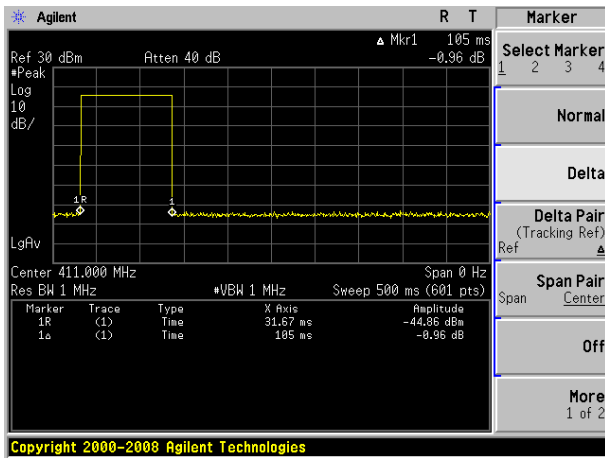 Agilent R T Marker
Δ Mkr1 105 ms
Ref 30 dBm Atten 40 dB -0.96 dB
#Peak
Log
10
dB/
1R 1
LgAv
Center 411.000 MHz Span 0 Hz
Res BW 1 MHz #VBW 1 MHz Sweep 500 ms (601 pts)
Marker Trace Type X Axis Amplitude
1R (1) Time 31.67 ms -44.86 dBm
1Δ (1) Time 105 ms -0.96 dB
Select Marker
1 2 3 4
Normal
Delta
Delta Pair
(Tracking Ref)
Ref Δ
Span Pair
Span Center
Off
More
1 of 2
Copyright 2000-2008 Agilent Technologies